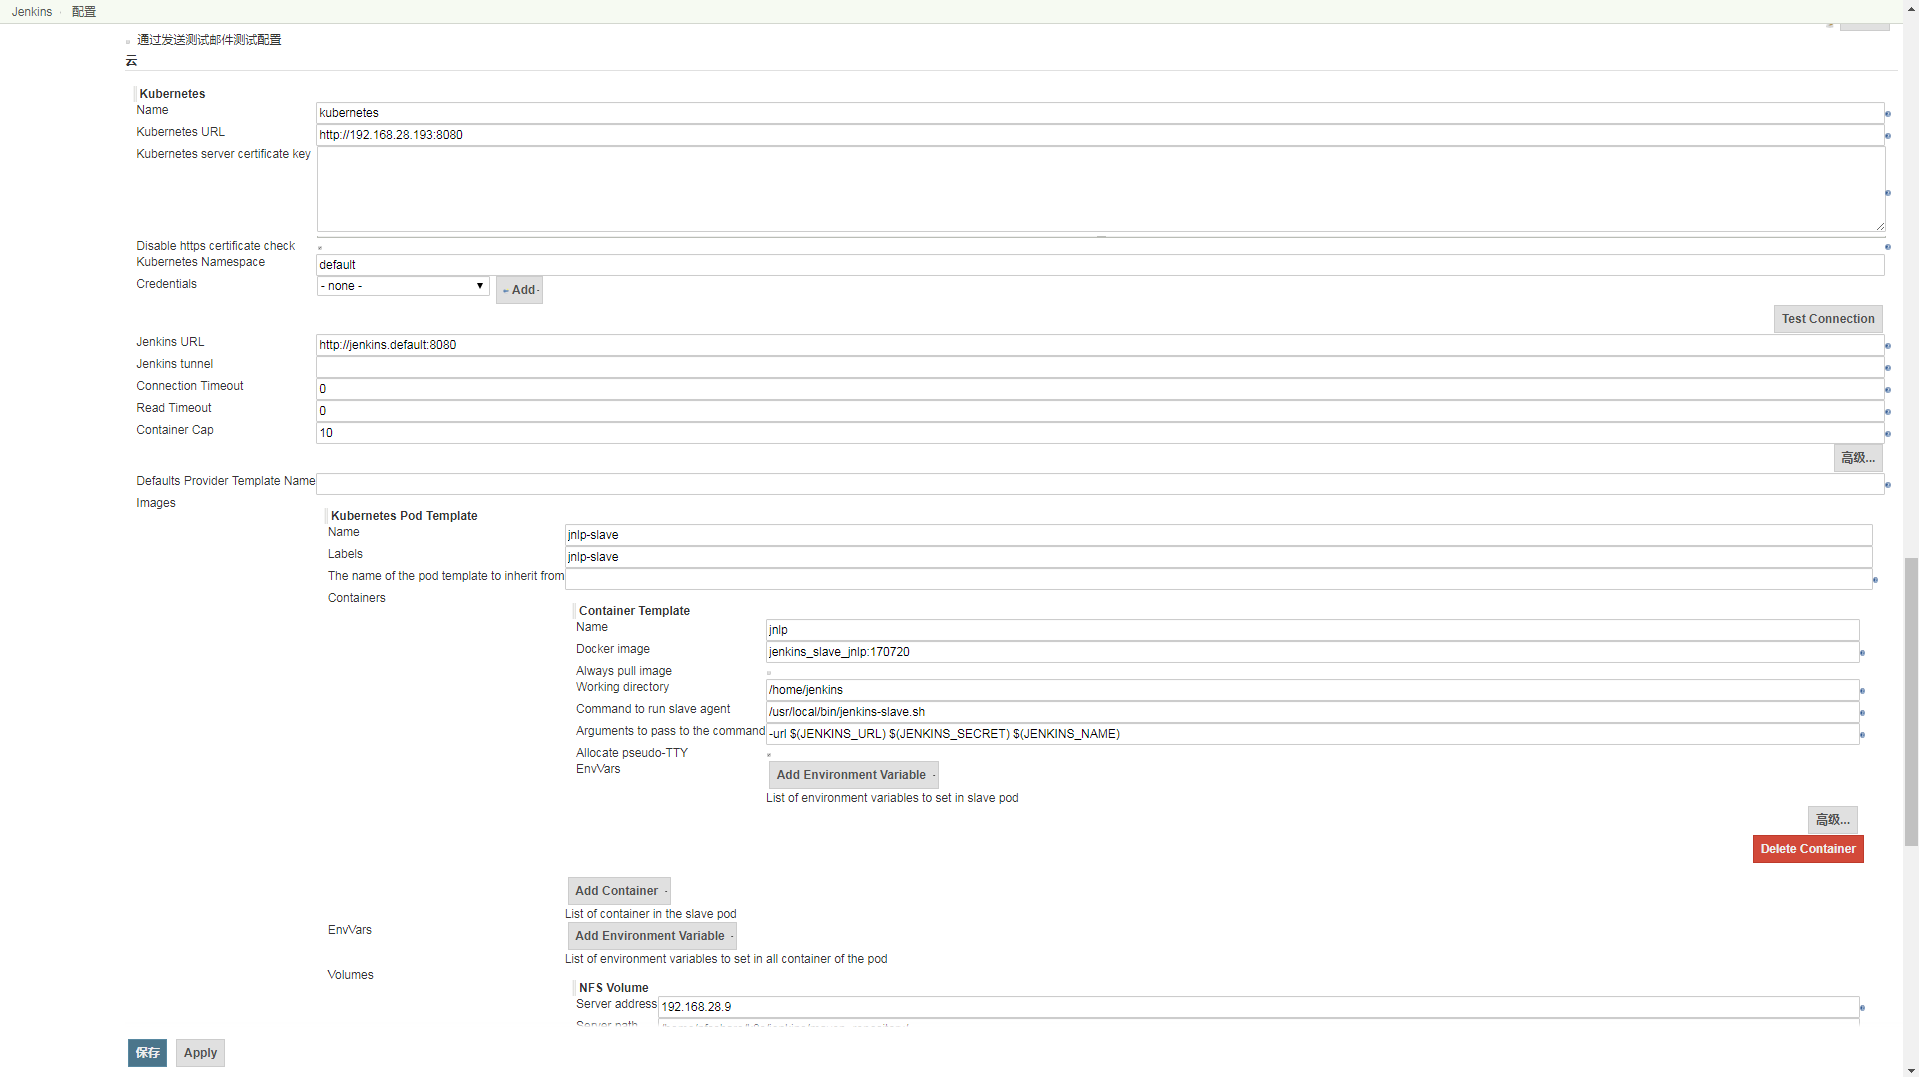 Jenkins 配置
通过发送测试邮件测试配置
云
Kubernetes
Name kubernetes
Kubernetes URL http://192.168.28.193:8080
Kubernetes server certificate key
Disable https certificate check
Kubernetes Namespace default
Credentials - none - Add
Test Connection
Jenkins URL http://jenkins.default:8080
Jenkins tunnel
Connection Timeout 0
Read Timeout 0
Container Cap 10
高级...
Defaults Provider Template Name
Images
Kubernetes Pod Template
Name jnlp-slave
Labels jnlp-slave
The name of the pod template to inherit from
Containers
Container Template
Name jnlp
Docker image jenkins_slave_jnlp:170720
Always pull image
Working directory /home/jenkins
Command to run slave agent /usr/local/bin/jenkins-slave.sh
Arguments to pass to the command -url $(JENKINS_URL) $(JENKINS_SECRET) $(JENKINS_NAME)
Allocate pseudo-TTY
EnvVars Add Environment Variable
List of environment variables to set in slave pod
高级...
Delete Container
Add Container
List of container in the slave pod
EnvVars Add Environment Variable
List of environment variables to set in all container of the pod
Volumes
NFS Volume
Server address 192.168.28.9
Server path
保存 Apply